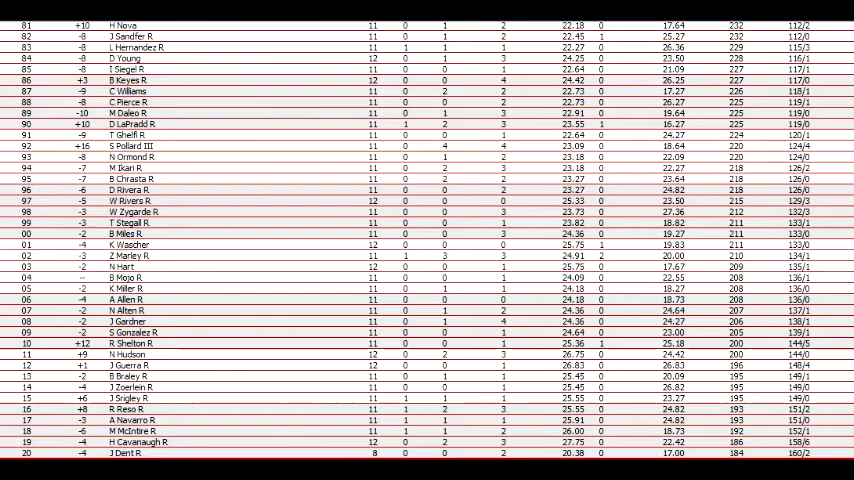 81 +10 H Nova 11 0 1 2 22.18 0 17.64 232 112/2
82 -8 J Sandfer R 11 0 1 2 22.45 1 25.27 232 112/0
83 -8 L Hernandez R 11 1 1 1 22.27 0 26.36 229 115/3
84 -8 D Young 12 0 1 3 24.25 0 23.50 228 116/1
85 -8 I Siegel R 11 0 0 1 22.64 0 21.09 227 117/1
86 +3 B Keyes R 12 0 0 4 24.42 0 26.25 227 117/0
87 -9 C Williams 11 0 2 2 22.73 0 17.27 226 118/1
88 -8 C Pierce R 11 0 0 2 22.73 0 26.27 225 119/1
89 -10 M Daleo R 11 0 1 3 22.91 0 19.64 225 119/0
90 +10 D LaPradd R 11 1 2 3 23.55 1 16.27 225 119/0
91 -9 T Ghelfi R 11 0 0 1 22.64 0 24.27 224 120/1
92 +16 S Pollard III 11 0 4 4 23.09 0 18.64 220 124/4
93 -8 N Ormond R 11 0 1 2 23.18 0 22.09 220 124/0
94 -7 M Ikari R 11 0 2 3 23.18 0 22.27 218 126/2
95 -7 B Chrasta R 11 0 2 2 23.27 0 23.64 218 126/0
96 -6 D Rivera R 11 0 0 2 23.27 0 24.82 218 126/0
97 -5 W Rivers R 12 0 0 0 25.33 0 23.50 215 129/3
98 -3 W Zygarde R 11 0 0 3 23.73 0 27.36 212 132/3
99 -3 T Stegall R 11 0 0 1 23.82 0 18.82 211 133/1
00 -2 B Miles R 11 0 0 3 24.36 0 19.27 211 133/0
01 -4 K Wascher 12 0 0 0 25.75 1 19.83 211 133/0
02 -3 Z Marley R 11 1 3 3 24.91 2 20.00 210 134/1
03 -2 N Hart 12 0 0 1 25.75 0 17.67 209 135/1
04 -- B Mojo R 11 0 0 0 24.09 0 22.55 208 136/1
05 -2 K Miller R 11 0 1 1 24.18 0 18.27 208 136/0
06 -4 A Allen R 11 0 0 0 24.18 0 18.73 208 136/0
07 -2 N Alten R 11 0 1 2 24.36 0 24.64 207 137/1
08 -2 J Gardner 11 0 1 4 24.36 0 24.27 206 138/1
09 -2 S Gonzalez R 11 0 0 1 24.64 0 23.00 205 139/1
10 +12 R Shelton R 11 0 0 1 25.36 1 25.18 200 144/5
11 +9 N Hudson 12 0 2 3 26.75 0 24.42 200 144/0
12 +1 J Guerra R 12 0 0 1 26.83 0 26.83 196 148/4
13 -2 B Braley R 11 0 1 1 25.45 0 20.09 195 149/1
14 -4 J Zoerlein R 11 0 0 1 25.45 0 26.82 195 149/0
15 +6 J Srigley R 11 1 1 1 25.55 0 23.27 195 149/0
16 +8 R Reso R 11 1 2 3 25.55 0 24.82 193 151/2
17 -3 A Navarro R 11 1 1 1 25.91 0 24.82 193 151/0
18 -6 M McIntire R 11 1 1 2 26.00 0 18.73 192 152/1
19 -4 H Cavanaugh R 12 0 2 3 27.75 0 22.42 186 158/6
20 -4 J Dent R 8 0 0 2 20.38 0 17.00 184 160/2